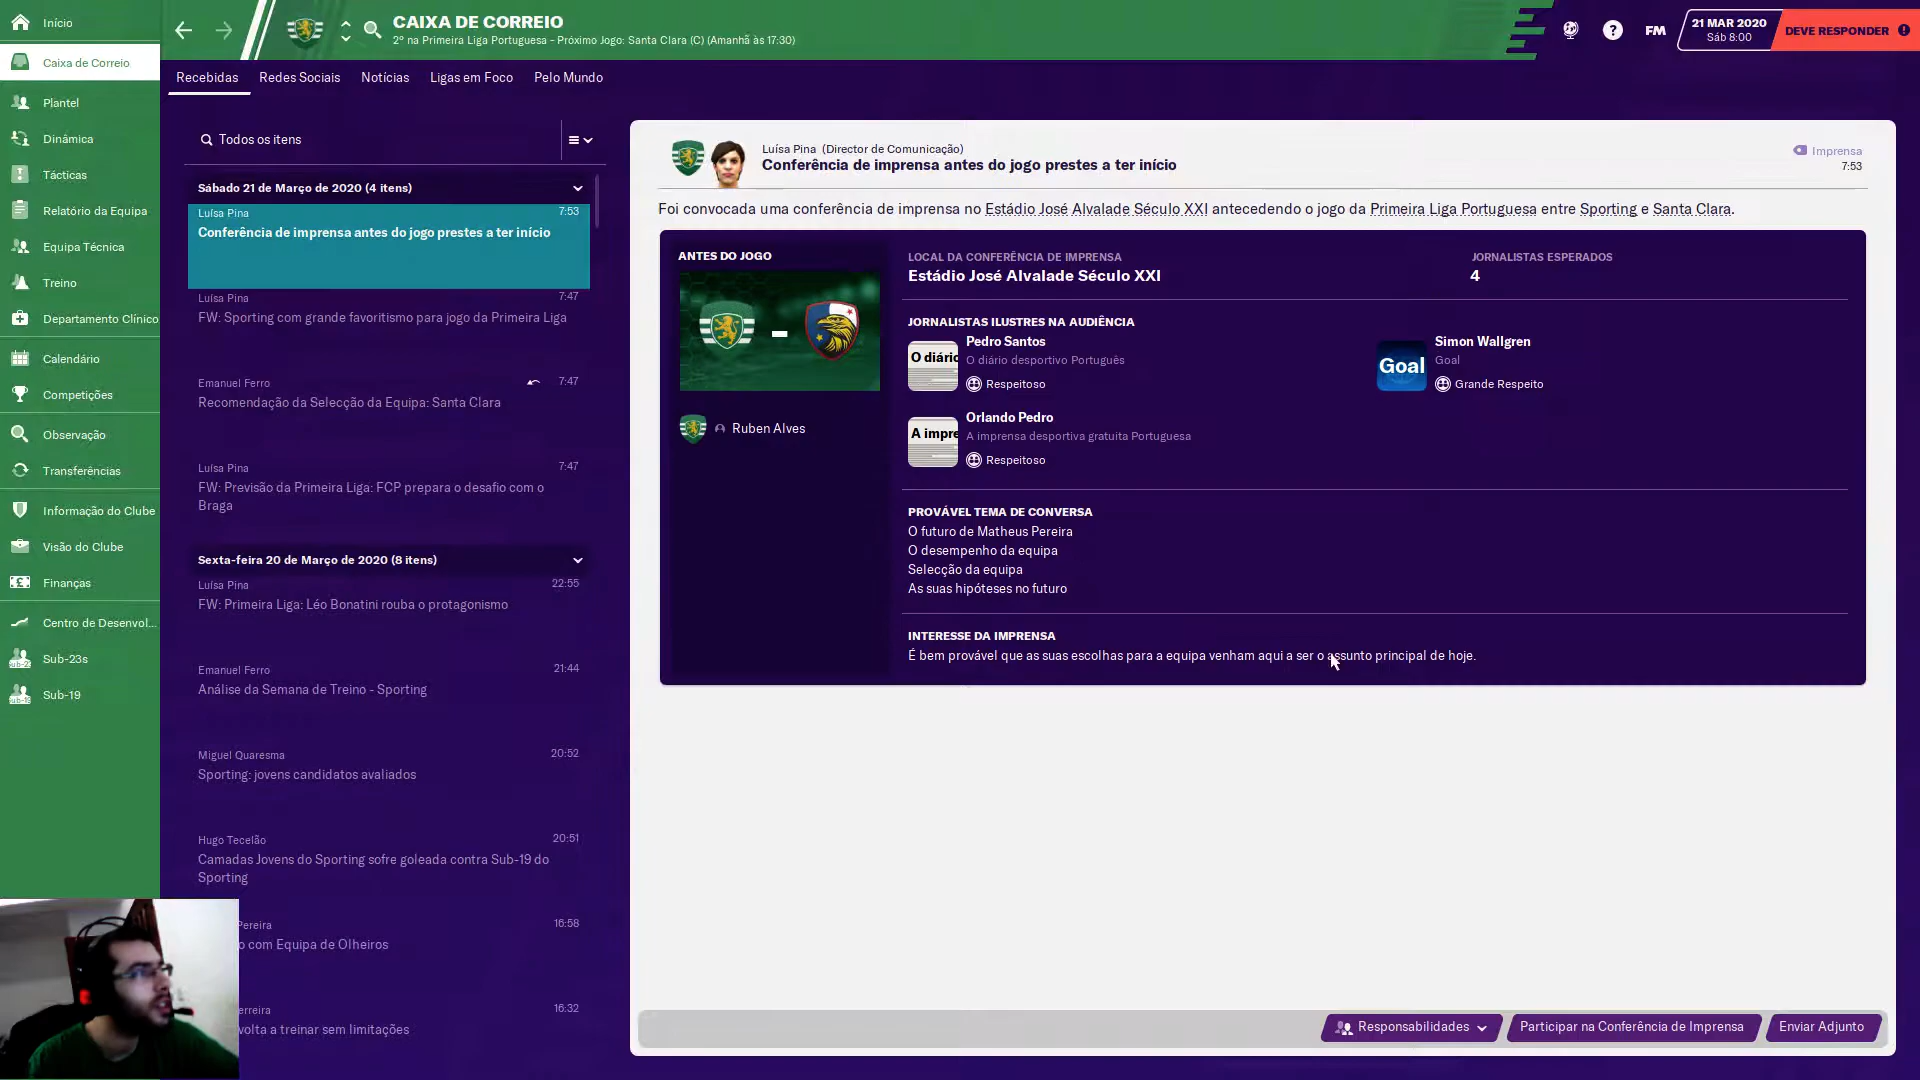 Início
Caixa de Correio
Plantel
Dinâmica
Tácticas
Relatório da Equipa
Equipa Técnica
Treino
Departamento Clínico
Calendário
Competições
Observação
Transferências
Informação do Clube
Visão do Clube
Finanças
Centro de Desenvol...
Sub-23s
Sub-19
CAIXA DE CORREIO
2º na Primeira Liga Portuguesa - Próximo Jogo: Santa Clara (C) (Amanhã às 17:30)
FM
21 MAR 2020
Sáb 8:00
DEVE RESPONDER
Recebidas
Redes Sociais
Notícias
Ligas em Foco
Pelo Mundo
Todos os itens
Sábado 21 de Março de 2020 (4 itens)
Luísa Pina 7:53
Conferência de imprensa antes do jogo prestes a ter início
Luísa Pina 7:47
FW: Sporting com grande favoritismo para jogo da Primeira Liga
Emanuel Ferro 7:47
Recomendação da Selecção da Equipa: Santa Clara
Luísa Pina 7:47
FW: Previsão da Primeira Liga: FCP prepara o desafio com o
Braga
Sexta-feira 20 de Março de 2020 (8 itens)
Luísa Pina 22:55
FW: Primeira Liga: Léo Bonatini rouba o protagonismo
Emanuel Ferro 21:44
Análise da Semana de Treino - Sporting
Miguel Quaresma 20:52
Sporting: jovens candidatos avaliados
Hugo Tecelão 20:51
Camadas Jovens do Sporting sofre goleada contra Sub-19 do
Sporting
Pereira 16:58
o com Equipa de Olheiros
erreira 16:32
volta a treinar sem limitações
Luísa Pina (Director de Comunicação)
Conferência de imprensa antes do jogo prestes a ter início
Imprensa
7:53
Foi convocada uma conferência de imprensa no Estádio José Alvalade Século XXI antecedendo o jogo da Primeira Liga Portuguesa entre Sporting e Santa Clara.
ANTES DO JOGO
Ruben Alves
LOCAL DA CONFERÊNCIA DE IMPRENSA
Estádio José Alvalade Século XXI
JORNALISTAS ESPERADOS
4
JORNALISTAS ILUSTRES NA AUDIÊNCIA
O diário
Pedro Santos
O diário desportivo Português
Respeitoso
Goal
Simon Wallgren
Goal
Grande Respeito
A impre
Orlando Pedro
A imprensa desportiva gratuita Portuguesa
Respeitoso
PROVÁVEL TEMA DE CONVERSA
O futuro de Matheus Pereira
O desempenho da equipa
Selecção da equipa
As suas hipóteses no futuro
INTERESSE DA IMPRENSA
É bem provável que as suas escolhas para a equipa venham aqui a ser o assunto principal de hoje.
Responsabilidades
Participar na Conferência de Imprensa
Enviar Adjunto